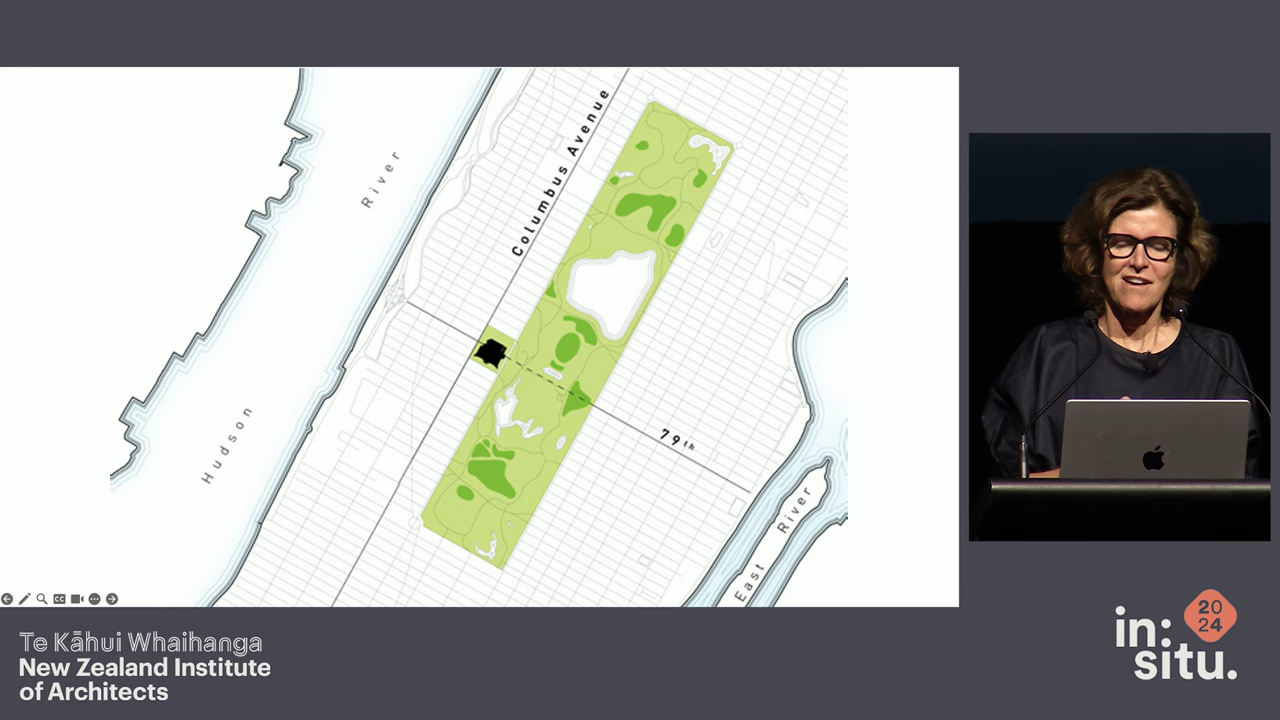 Columbus Avenue
Hudson River
79th
East River
CC
Te Kāhui Whaihanga
New Zealand Institute
of Architects
in:
situ.
20
24